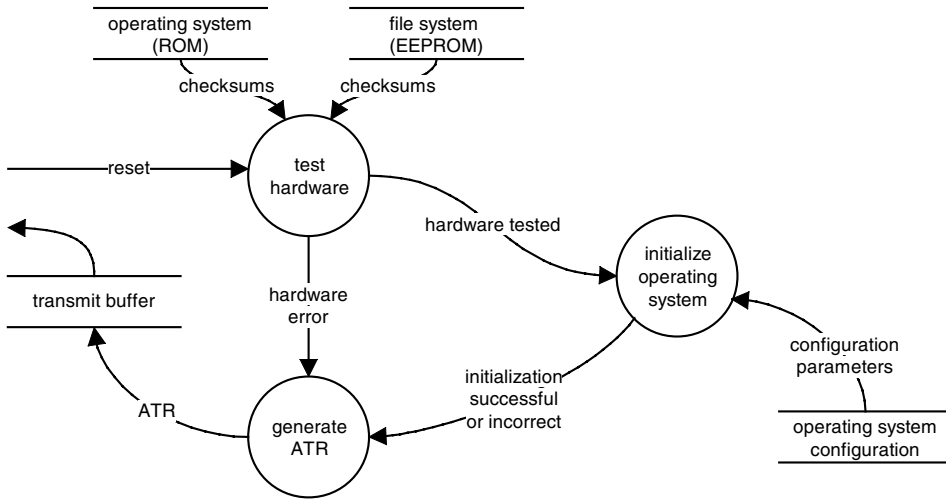 operating system
(ROM)
file system
(EEPROM)
checksums
checksums
reset
test
hardware
hardware tested
initialize
operating
system
transmit buffer
hardware
error
configuration
parameters
initialization
successful
or incorrect
ATR
generate
ATR
operating system
configuration